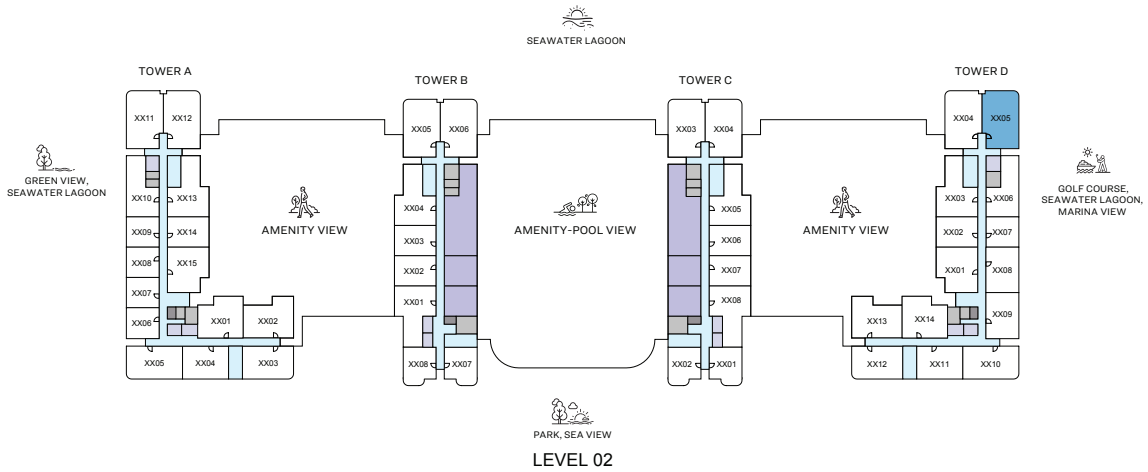 SEAWATER LAGOON
TOWER A
TOWER B
TOWER C
TOWER D
XX11
XX12
XX10
XX13
XX09
XX14
XX08
XX15
XX07
XX06
XX01
XX02
XX05
XX04
XX03
GREEN VIEW,
SEAWATER LAGOON
AMENITY VIEW
XX05
XX06
XX04
XX03
XX02
XX01
XX08
XX07
AMENITY-POOL VIEW
XX03
XX04
XX05
XX06
XX07
XX08
XX02
XX01
AMENITY VIEW
XX04
XX05
XX03
XX06
XX02
XX07
XX01
XX08
XX09
XX13
XX14
XX12
XX11
XX10
GOLF COURSE,
SEAWATER LAGOON,
MARINA VIEW
PARK, SEA VIEW
LEVEL 02